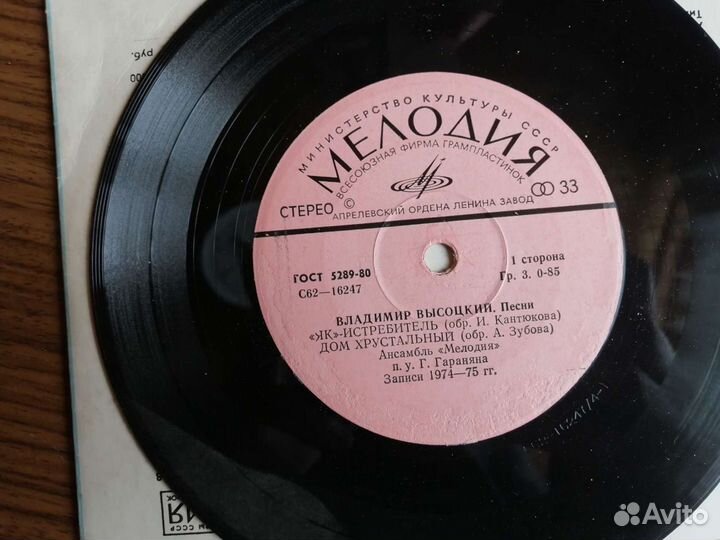 МИНИСТЕРСТВО КУЛЬТУРЫ СССР
МЕЛОДИЯ
ВСЕСОЮЗНАЯ ФИРМА ГРАМПЛАСТИНОК
СТЕРЕО ©
33
АПРЕЛЕВСКИЙ ОРДЕНА ЛЕНИНА ЗАВОД
ГОСТ 5289-80
1 сторона
С62—16247
Гр. 3. 0-85
ВЛАДИМИР ВЫСОЦКИЙ. Песни
«ЯК»-ИСТРЕБИТЕЛЬ (обр. И. Кантюкова)
ДОМ ХРУСТАЛЬНЫЙ (обр. А. Зубова)
Ансамбль «Мелодия»
п. у. Г. Гараняна
Записи 1974—75 гг.
руб.
Avito